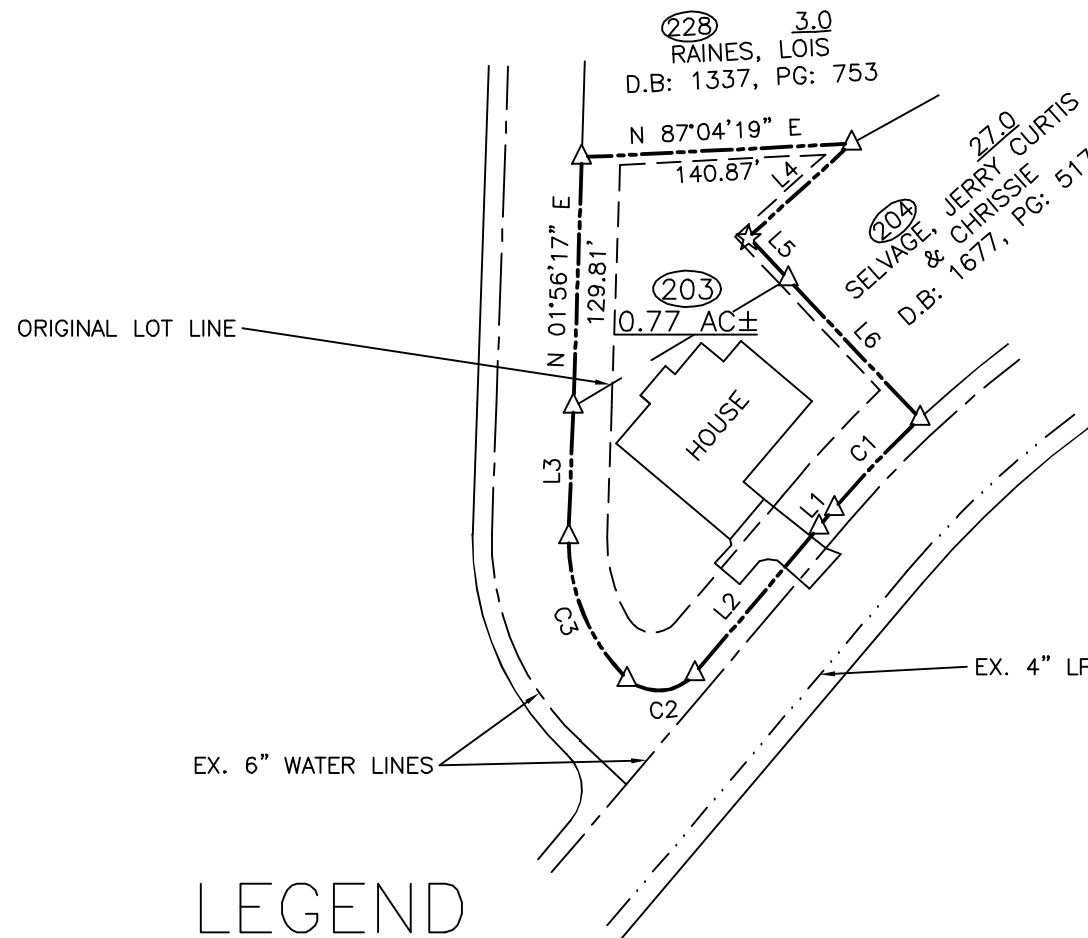 228 3.0
RAINES, LOIS
D.B: 1337, PG: 753
N 87°04'19" E
140.87'
L4
27.0
204
SELVAGE, JERRY CURTIS
& CHRISSIE
D.B: 1677, PG: 517
L5
N 01°56'17" E
129.81'
203
0.77 AC±
ORIGINAL LOT LINE
L6
HOUSE
C1
L3
L1
L2
C3
EX. 4" LF
C2
EX. 6" WATER LINES
LEGEND